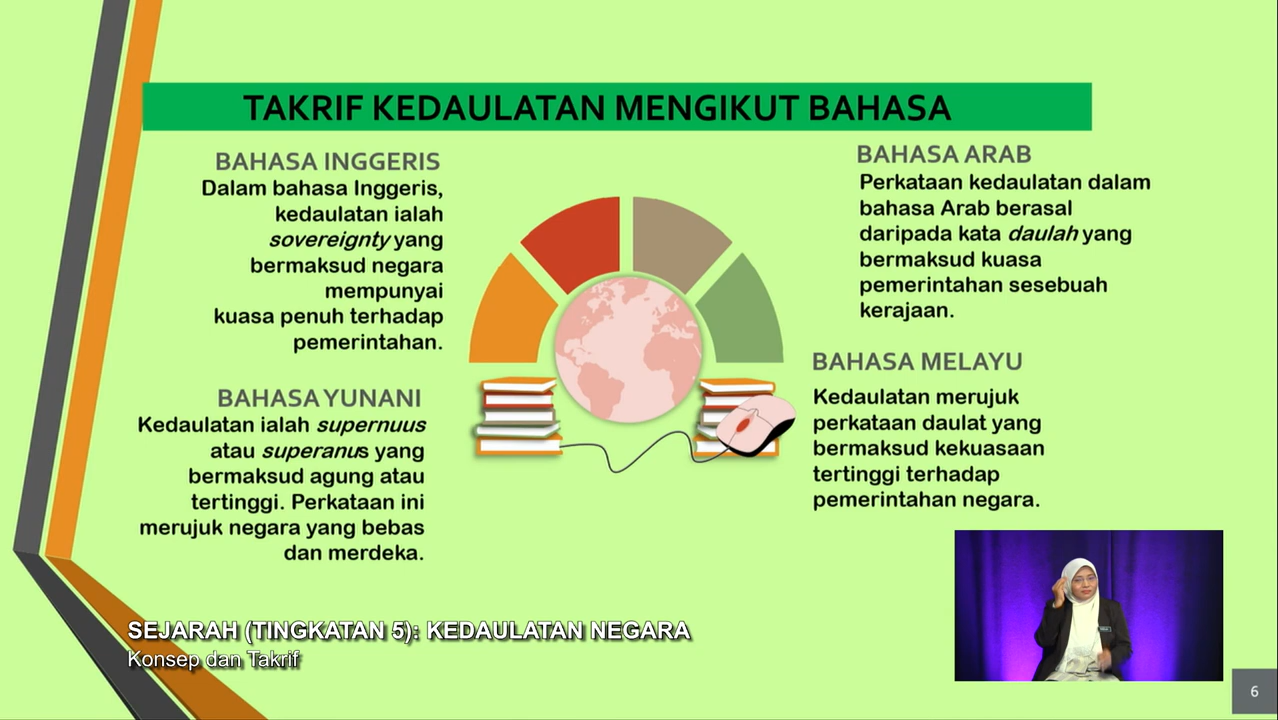 TAKRIF KEDAULATAN MENGIKUT BAHASA
BAHASA INGGERIS
Dalam bahasa Inggeris,
kedaulatan ialah
sovereignty yang
bermaksud negara
mempunyai
kuasa penuh terhadap
pemerintahan.
BAHASA YUNANI
Kedaulatan ialah supernuus
atau superanus yang
bermaksud agung atau
tertinggi. Perkataan ini
merujuk negara yang bebas
dan merdeka.
BAHASA ARAB
Perkataan kedaulatan dalam
bahasa Arab berasal
daripada kata daulah yang
bermaksud kuasa
pemerintahan sesebuah
kerajaan.
BAHASA MELAYU
Kedaulatan merujuk
perkataan daulat yang
bermaksud kekuasaan
tertinggi terhadap
pemerintahan negara.
SEJARAH (TINGKATAN 5): KEDAULATAN NEGARA
Konsep dan Takrif
6